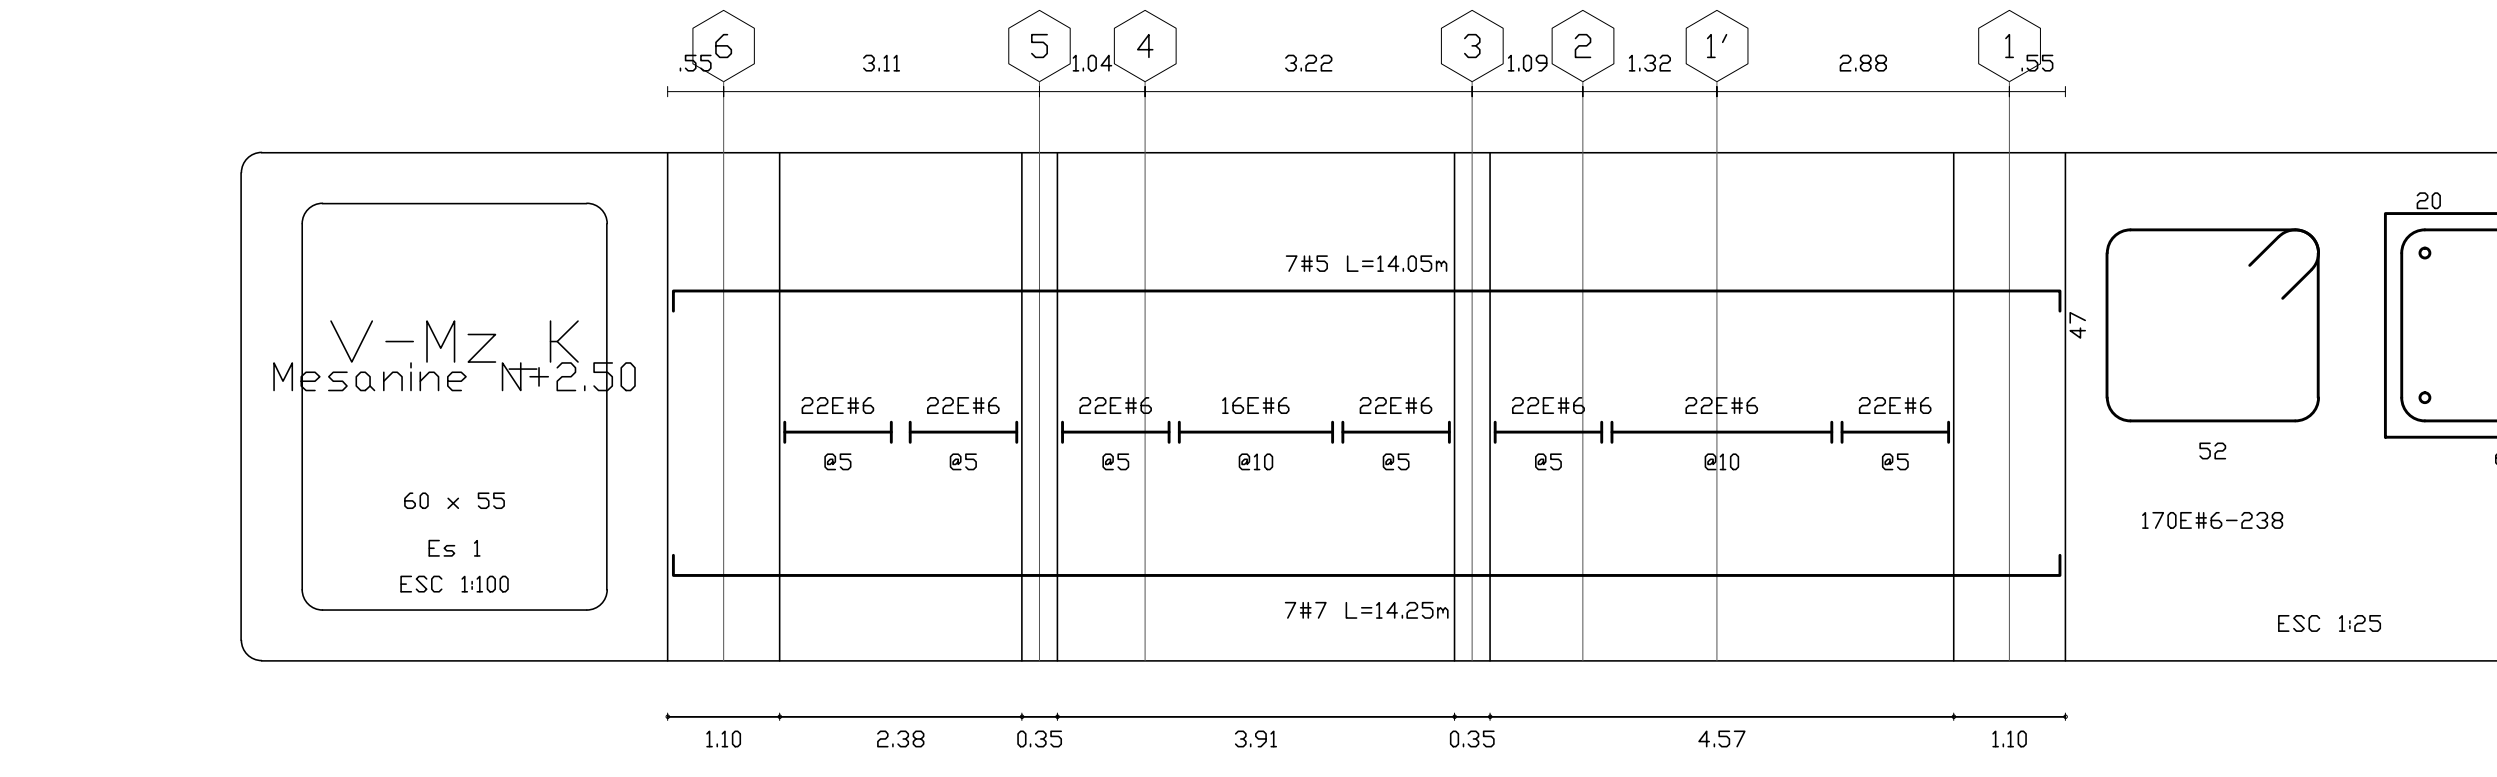 6 5 4 3 2 1' 1
.55 3.11 1.04 3.22 1.09 1.32 2.88 .55
20
7#5 L=14.05m
47
V-Mz_K
Mesanine N+2.50
22E#6 22E#6 22E#6 16E#6 22E#6 22E#6 22E#6 22E#6
@5 @5 @5 @10 @5 @5 @10 @5
52
60 x 55
170E#6-238
Es 1
ESC 1:100
7#7 L=14.25m
ESC 1:25
1.10 2.38 0.35 3.91 0.35 4.57 1.10